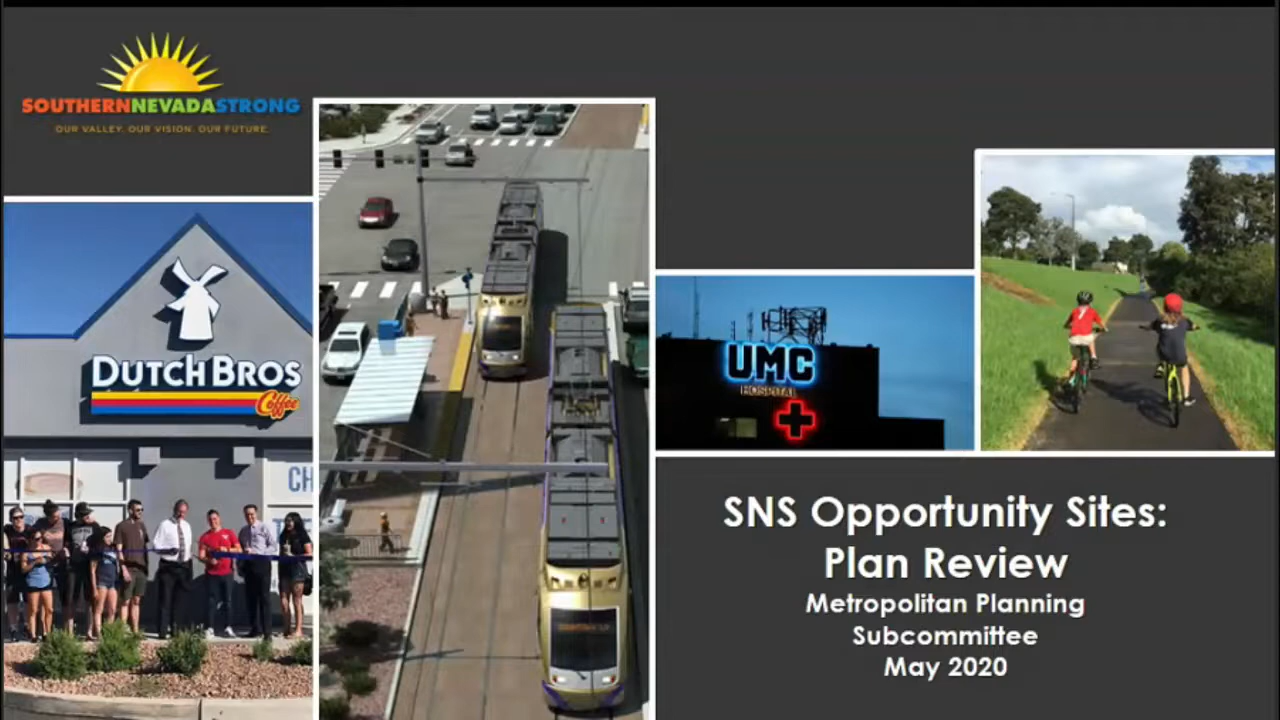 SOUTHERNNEVADASTRONG
OUR VALLEY. OUR VISION. OUR FUTURE.
DUTCH BROS
Coffee
CH
UMC
HOSPITAL
SNS Opportunity Sites:
Plan Review
Metropolitan Planning
Subcommittee
May 2020